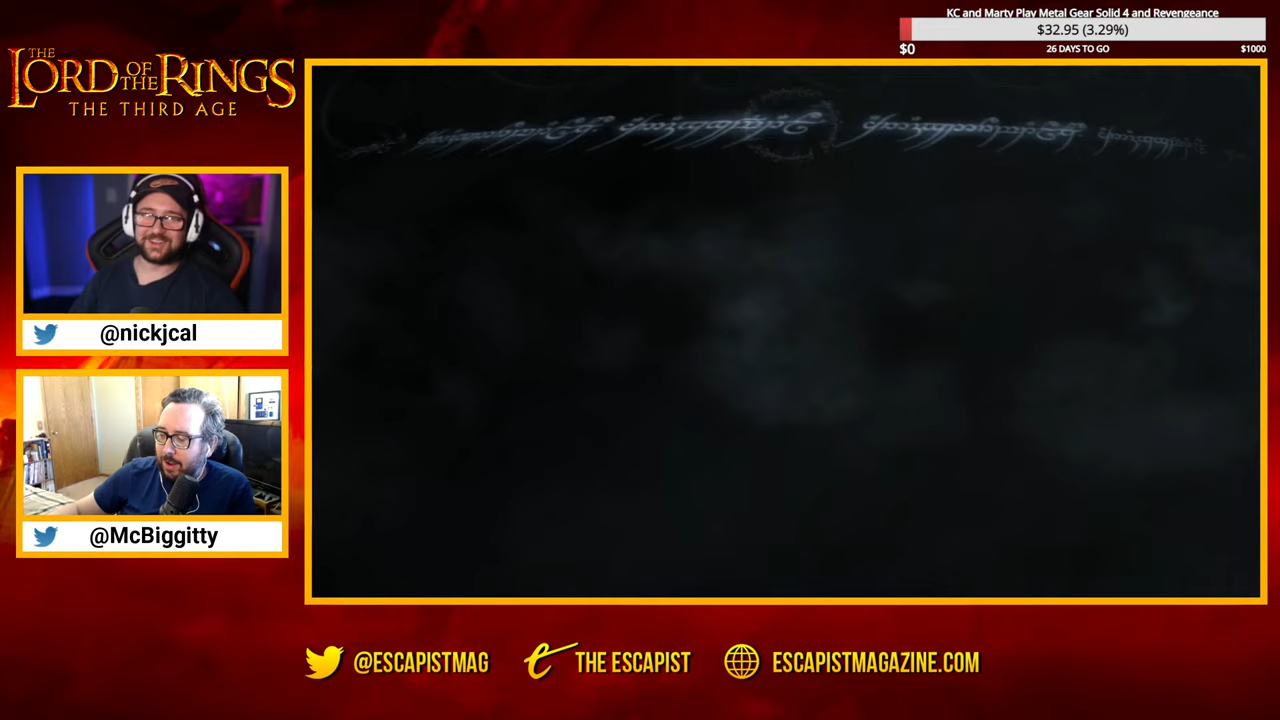 KC and Marty Play Metal Gear Solid 4 and Revengeance
$32.95 (3.29%)
$0
26 DAYS TO GO
$1000
THE
LORD OF THE RINGS
THE THIRD AGE
@nickjcal
@McBiggitty
@ESCAPISTMAG
THE ESCAPIST
ESCAPISTMAGAZINE.COM